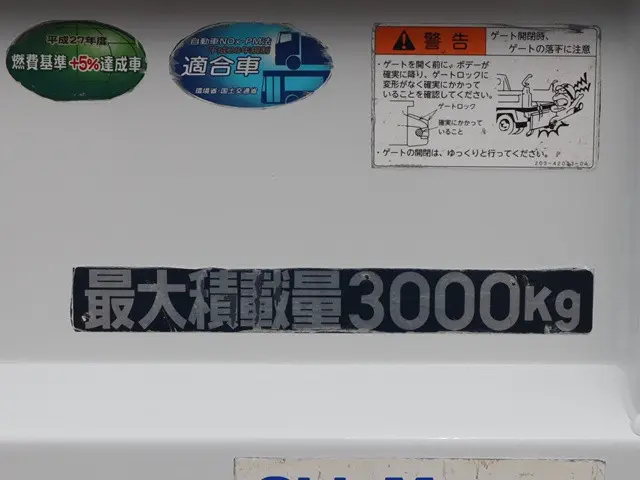 平成27年度
燃費基準+5%達成車
自動車NOx・PM法
適合車
環境省・国土交通省
警告
ゲート開閉時、
ゲートの落下に注意
・ゲートを開く前に、ボデーが
確実に降り、ゲートロックに
変形がなく確実にかかって
いることを確認してください。
ゲートロック
確実にかかって
いること
・ゲートの開閉は、ゆっくりと行ってください。
最大積載量3000Kg